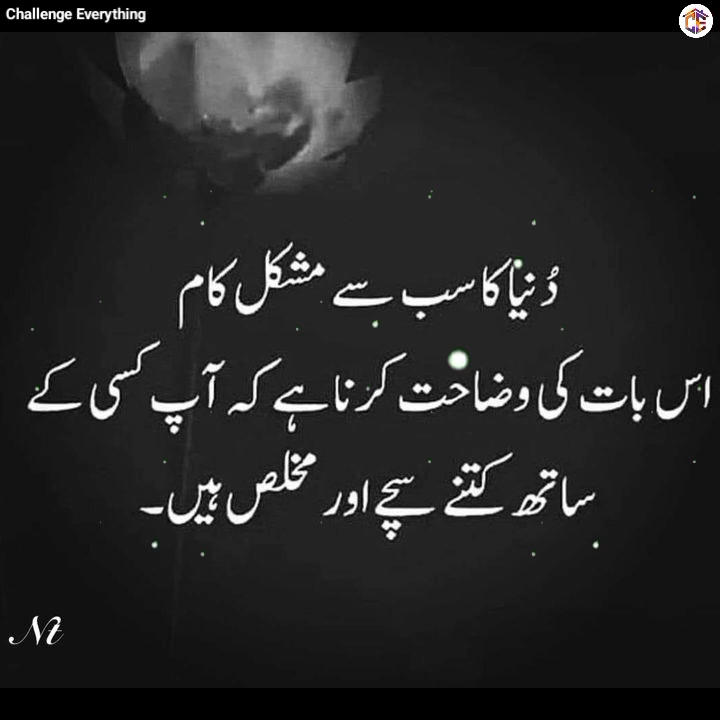 Challenge Everything
دُنیا کا سب سے مشکل کام
اس بات کی وضاحت کرنا ہے کہ آپ کسی کے
ساتھ کتنے سچے اور مخلص ہیں۔
Nt